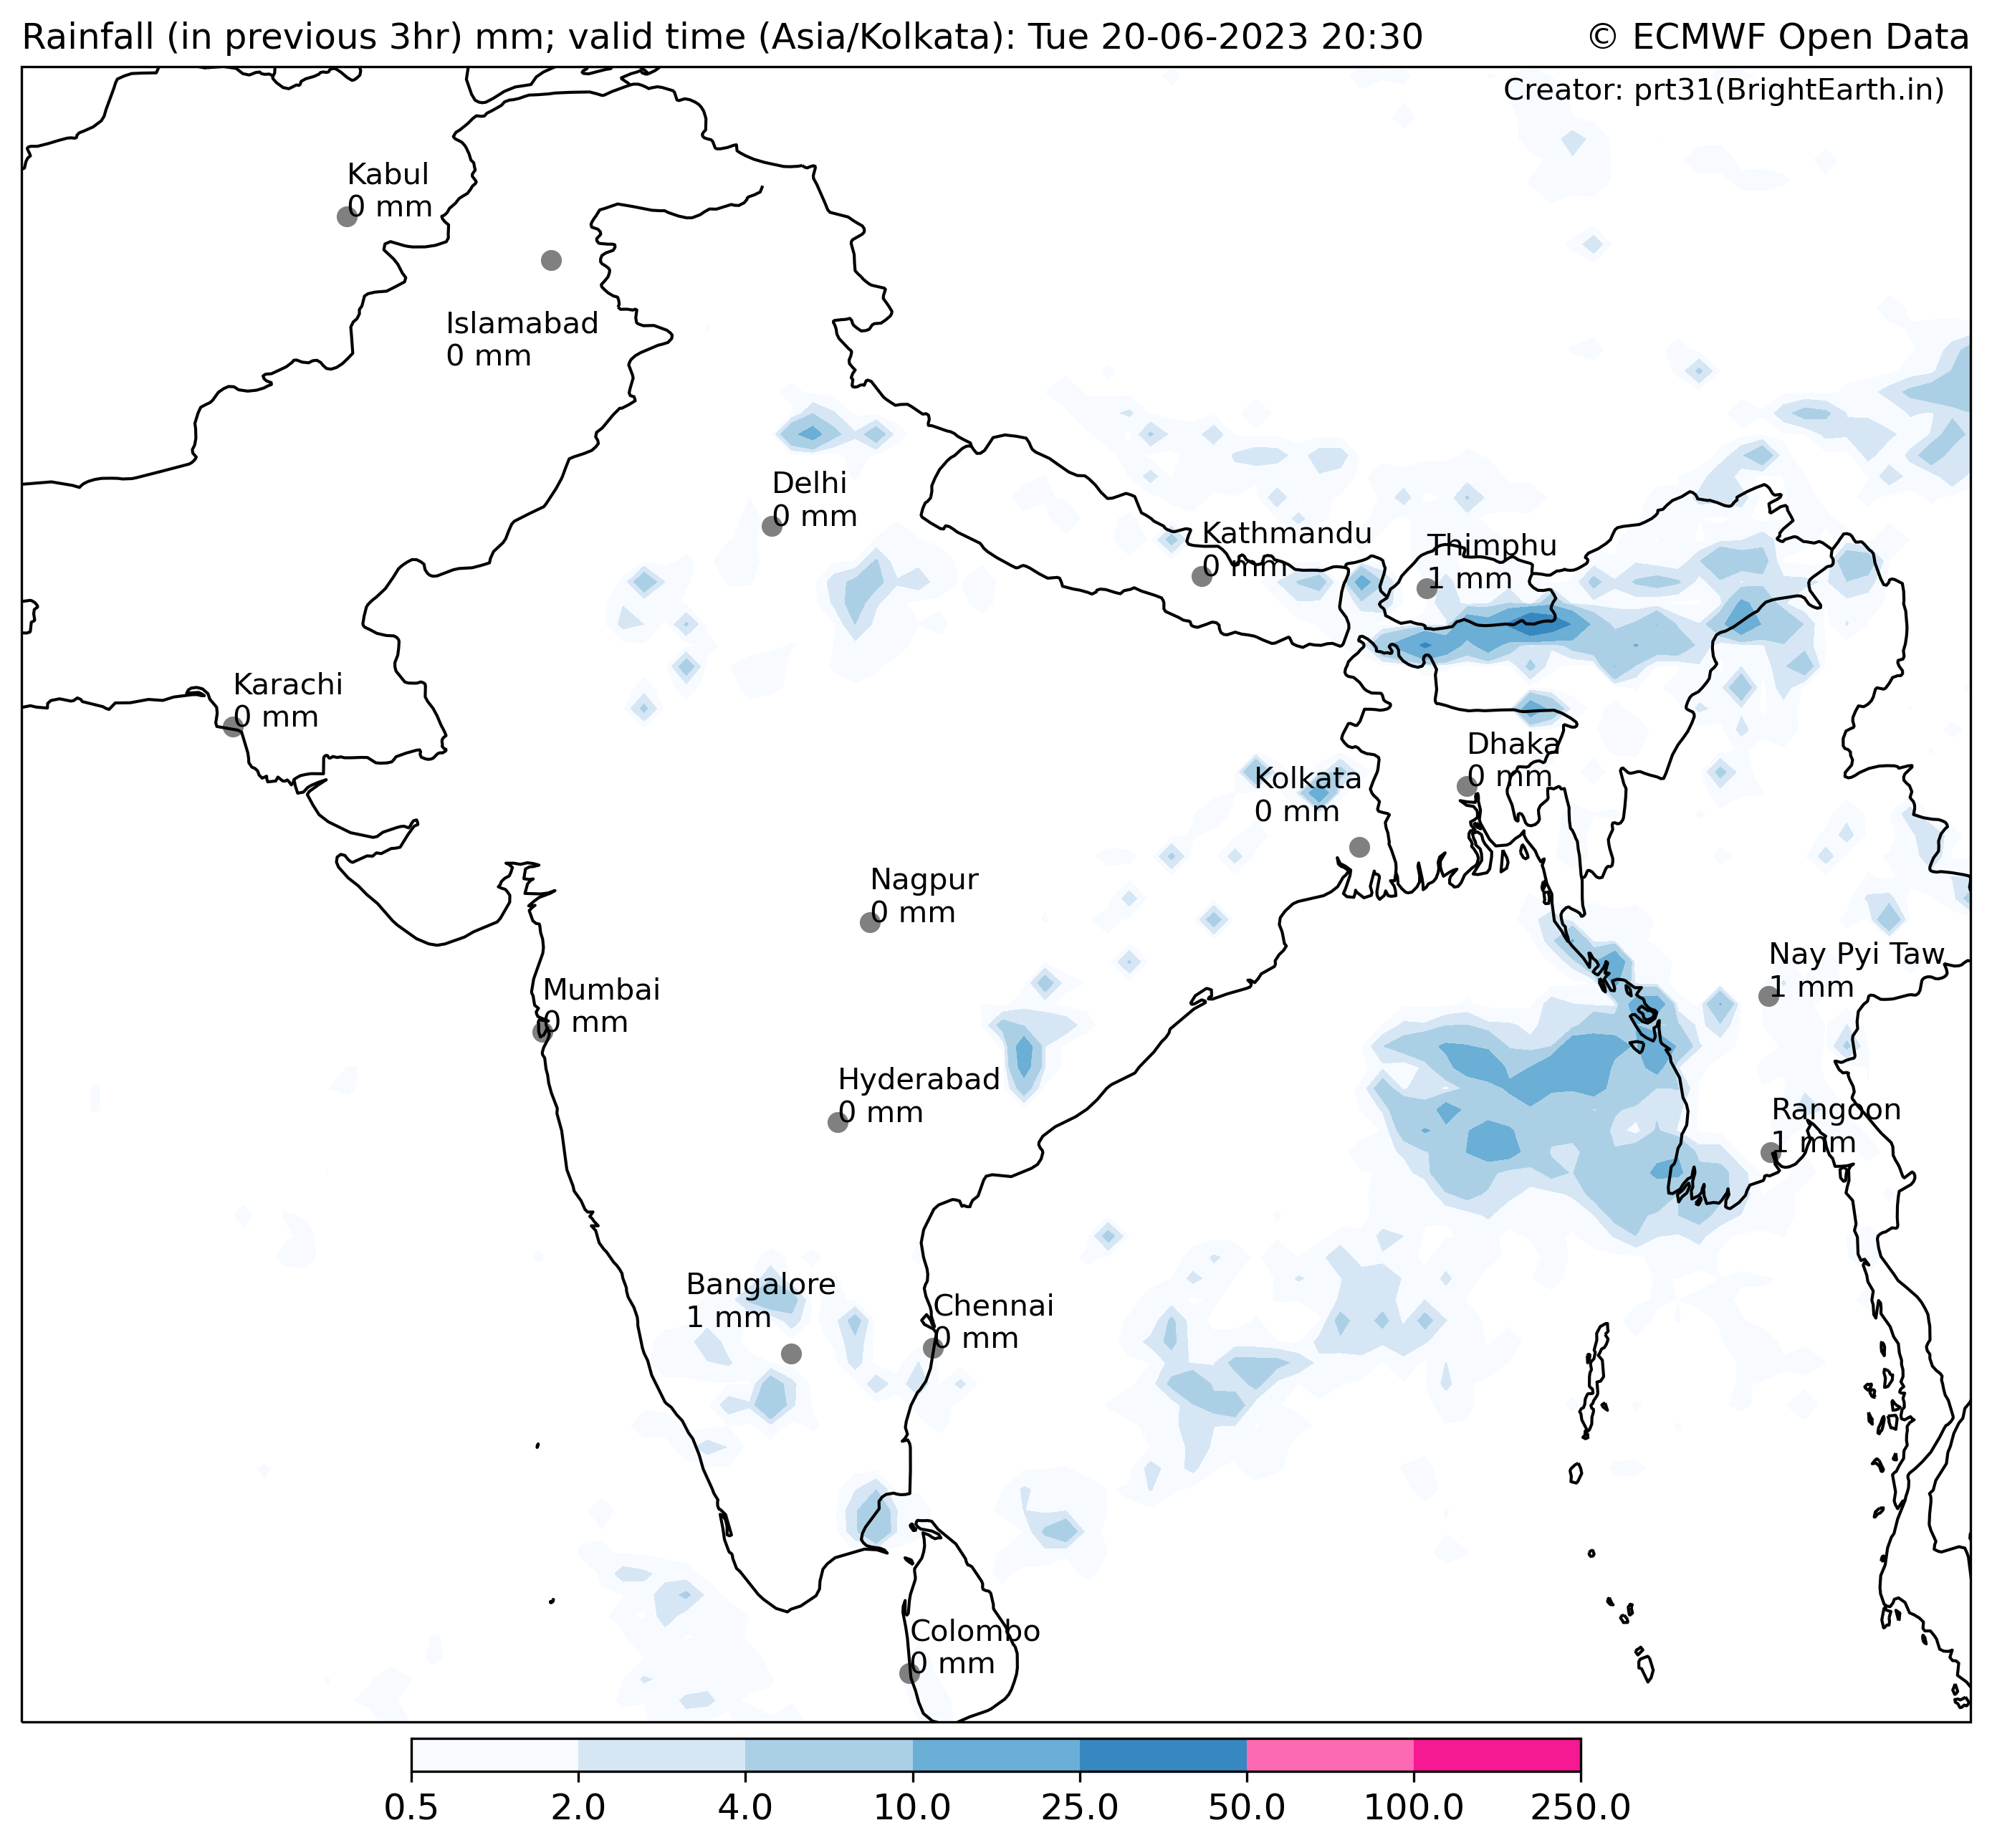 Rainfall (in previous 3hr) mm; valid time (Asia/Kolkata): Tue 20-06-2023 20:30
© ECMWF Open Data
Creator: prt31(BrightEarth.in)
Kabul
0 mm
Islamabad
0 mm
Delhi
0 mm
Kathmandu
0 mm
Thimphu
1 mm
Karachi
0 mm
Dhaka
0 mm
Kolkata
0 mm
Nagpur
0 mm
Nay Pyi Taw
1 mm
Mumbai
0 mm
Hyderabad
0 mm
Rangoon
1 mm
Bangalore
1 mm
Chennai
0 mm
Colombo
0 mm
0.5 2.0 4.0 10.0 25.0 50.0 100.0 250.0